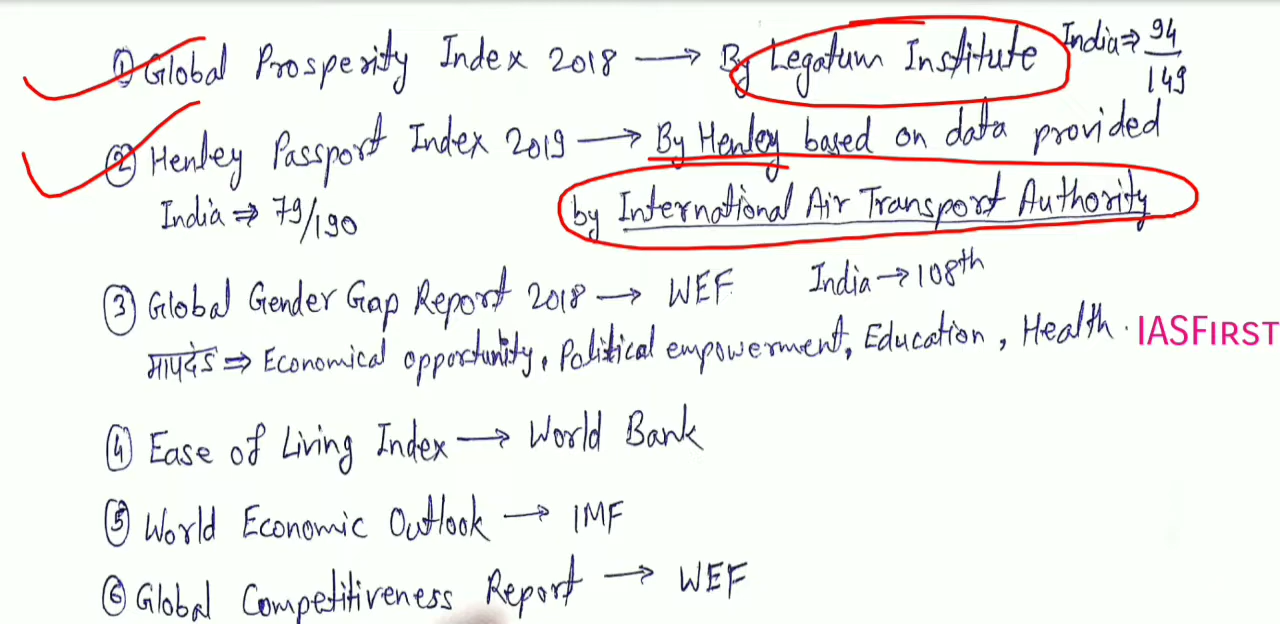 ① Global Prosperity Index 2018 → By Legatum Institute India⇒ 94/149
② Henley Passport Index 2019 → By Henley based on data provided
India ⇒ 79/190 by International Air Transport Authority
③ Global Gender Gap Report 2018 → WEF. India → 108th
मापदंड ⇒ Economical opportunity, Political empowerment, Education, Health. IASFIRST
④ Ease of Living Index → World Bank
⑤ World Economic Outlook → IMF
⑥ Global Competitiveness Report → WEF